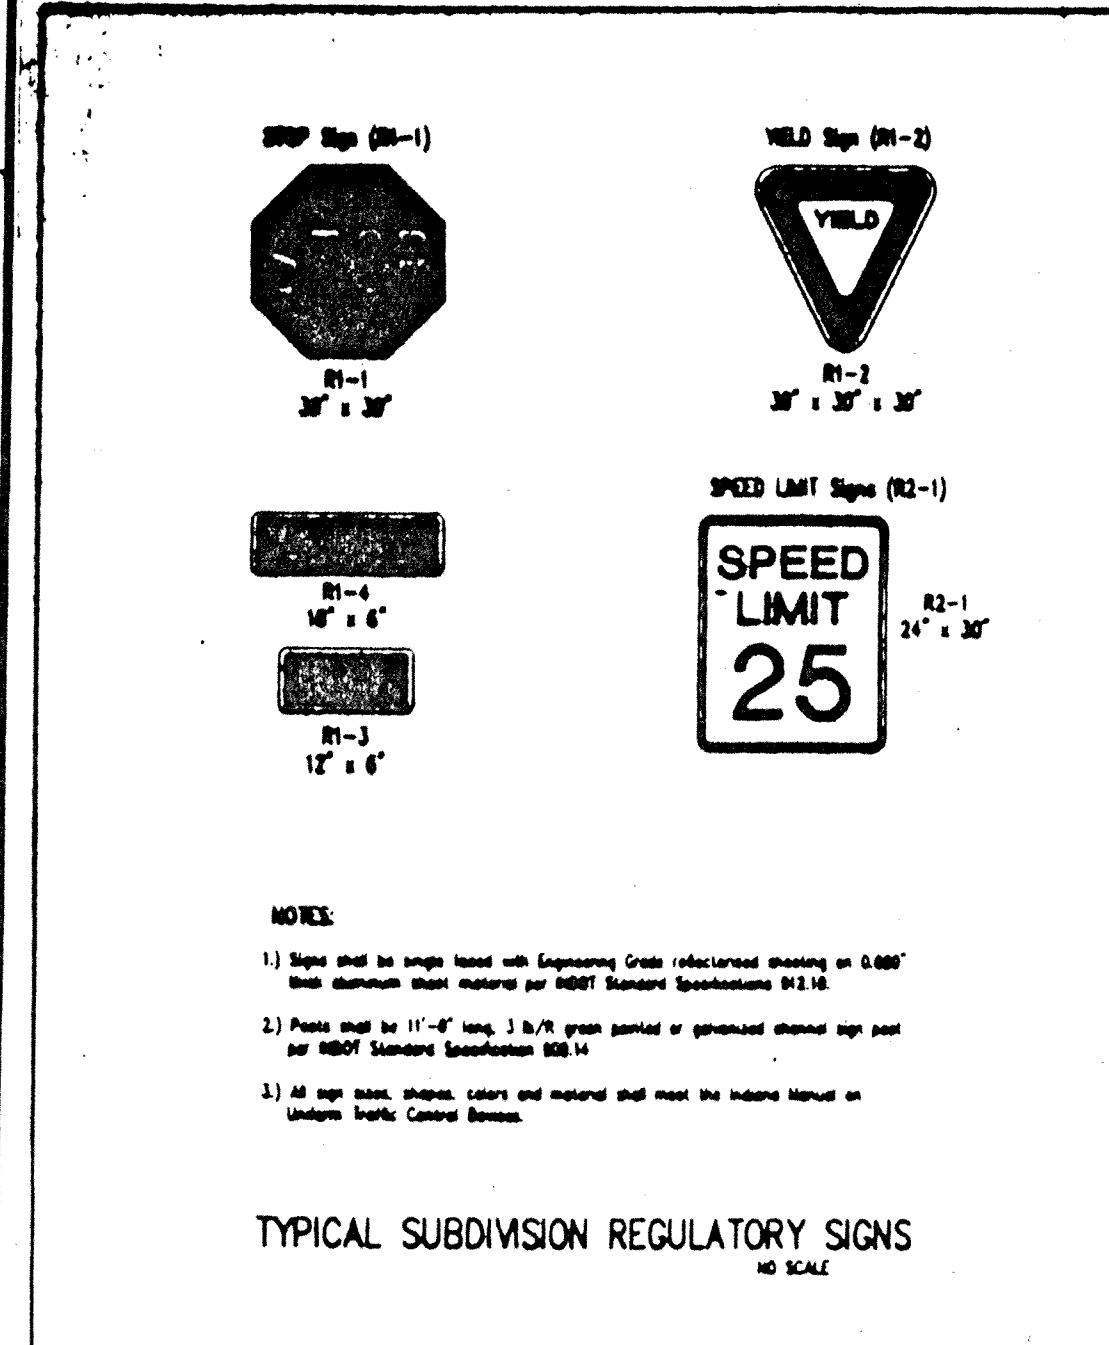 STOP Sign (R1-1)
R1-1
30" x 30"
YIELD Sign (R1-2)
YIELD
R1-2
30" x 30" x 30"
R1-4
18" x 6"
R1-3
12" x 6"
SPEED LIMIT Signs (R2-1)
SPEED
LIMIT
25
R2-1
24" x 30"
NOTES:
1.) Signs shall be single faced with Engineering Grade reflectorized sheeting on 0.080"
thick aluminum sheet material per INDOT Standard Specifications
2.) Posts shall be 11'-6" long, 3 lb/ft green painted or galvanized channel sign post
per INDOT Standard Specification
3.) All sign sizes, shapes, colors and material shall meet the Indiana Manual on
Uniform Traffic Control Devices.
TYPICAL SUBDIVISION REGULATORY SIGNS
NO SCALE